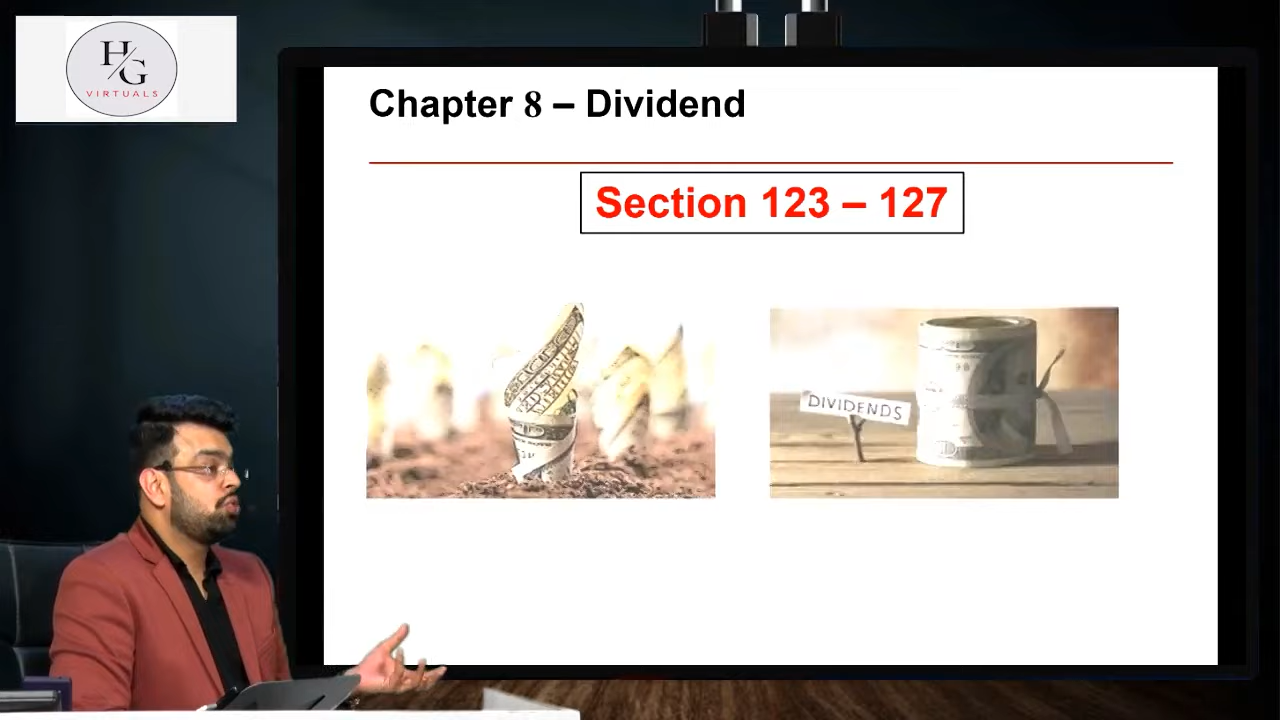 H/G
VIRTUALS
Chapter 8 – Dividend
Section 123 – 127
DIVIDENDS